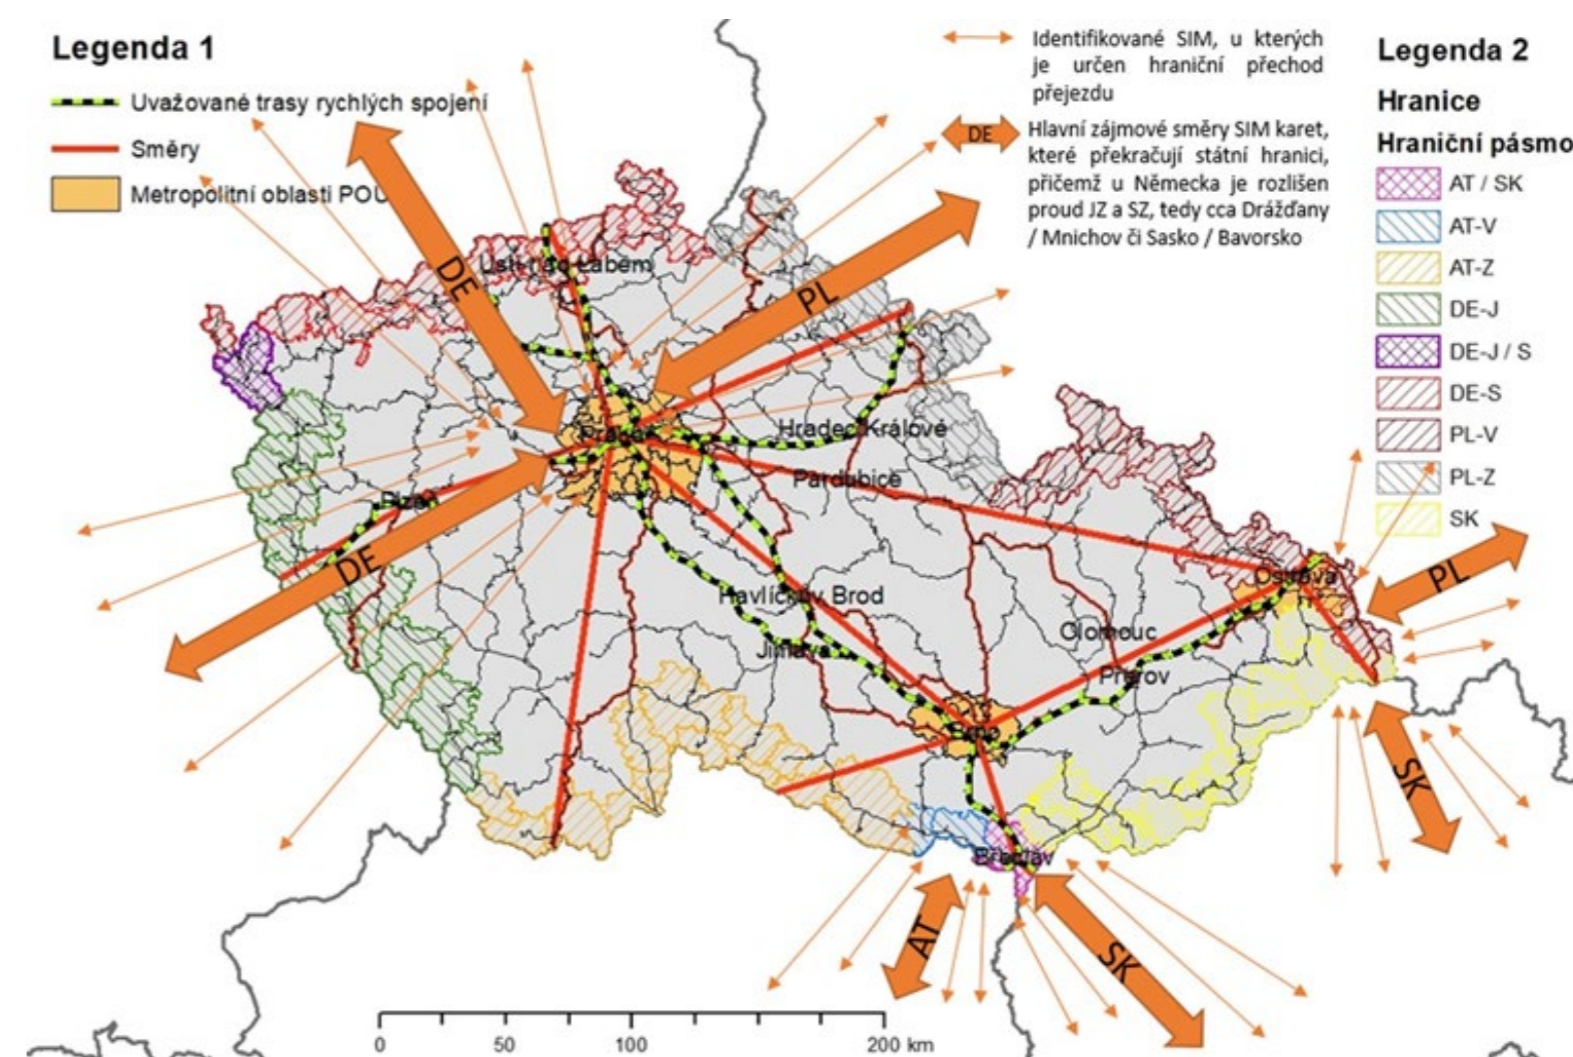 Legenda 1
Uvažované trasy rychlých spojení
Směry
Metropolitní oblasti POU
Identifikované SIM, u kterých
je určen hraniční přechod
přejezdu
DE
Hlavní zájmové směry SIM karet,
které překračují státní hranici,
přičemž u Německa je rozlišen
proud JZ a SZ, tedy cca Drážďany
/ Mnichov či Sasko / Bavorsko
Legenda 2
Hranice
Hraniční pásmo
AT / SK
AT-V
AT-Z
DE-J
DE-J / S
DE-S
PL-V
PL-Z
SK
DE
Ústí nad Labem
PL
Praha
Hradec Králové
Pardubice
Plzeň
DE
Ostrava
PL
Havlíčkův Brod
Jihlava
Olomouc
Přerov
Brno
SK
Břeclav
AT
SK
0 50 100 200 km